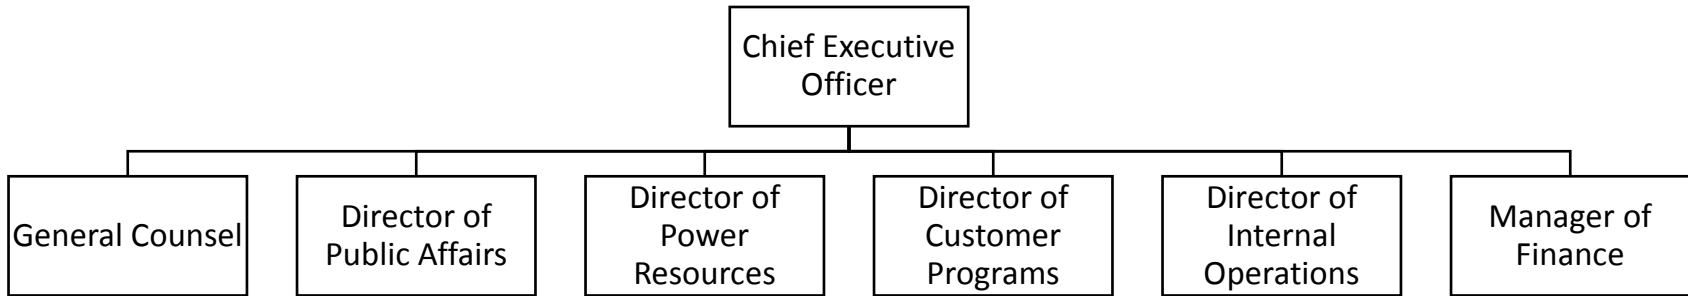 Chief Executive
Officer
General Counsel
Director of
Public Affairs
Director of
Power
Resources
Director of
Customer
Programs
Director of
Internal
Operations
Manager of
Finance